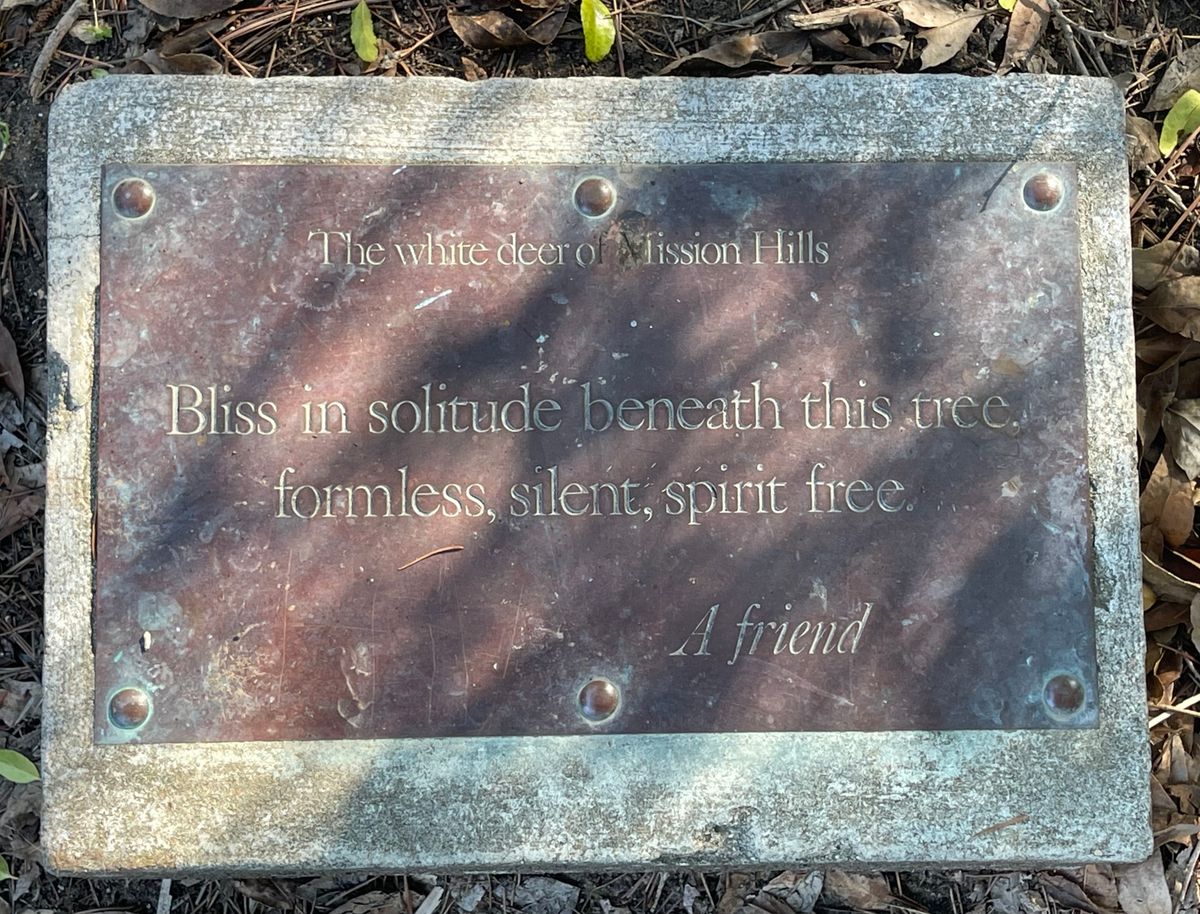 The white deer of Mission Hills
Bliss in solitude beneath this tree,
formless, silent, spirit free.
A friend